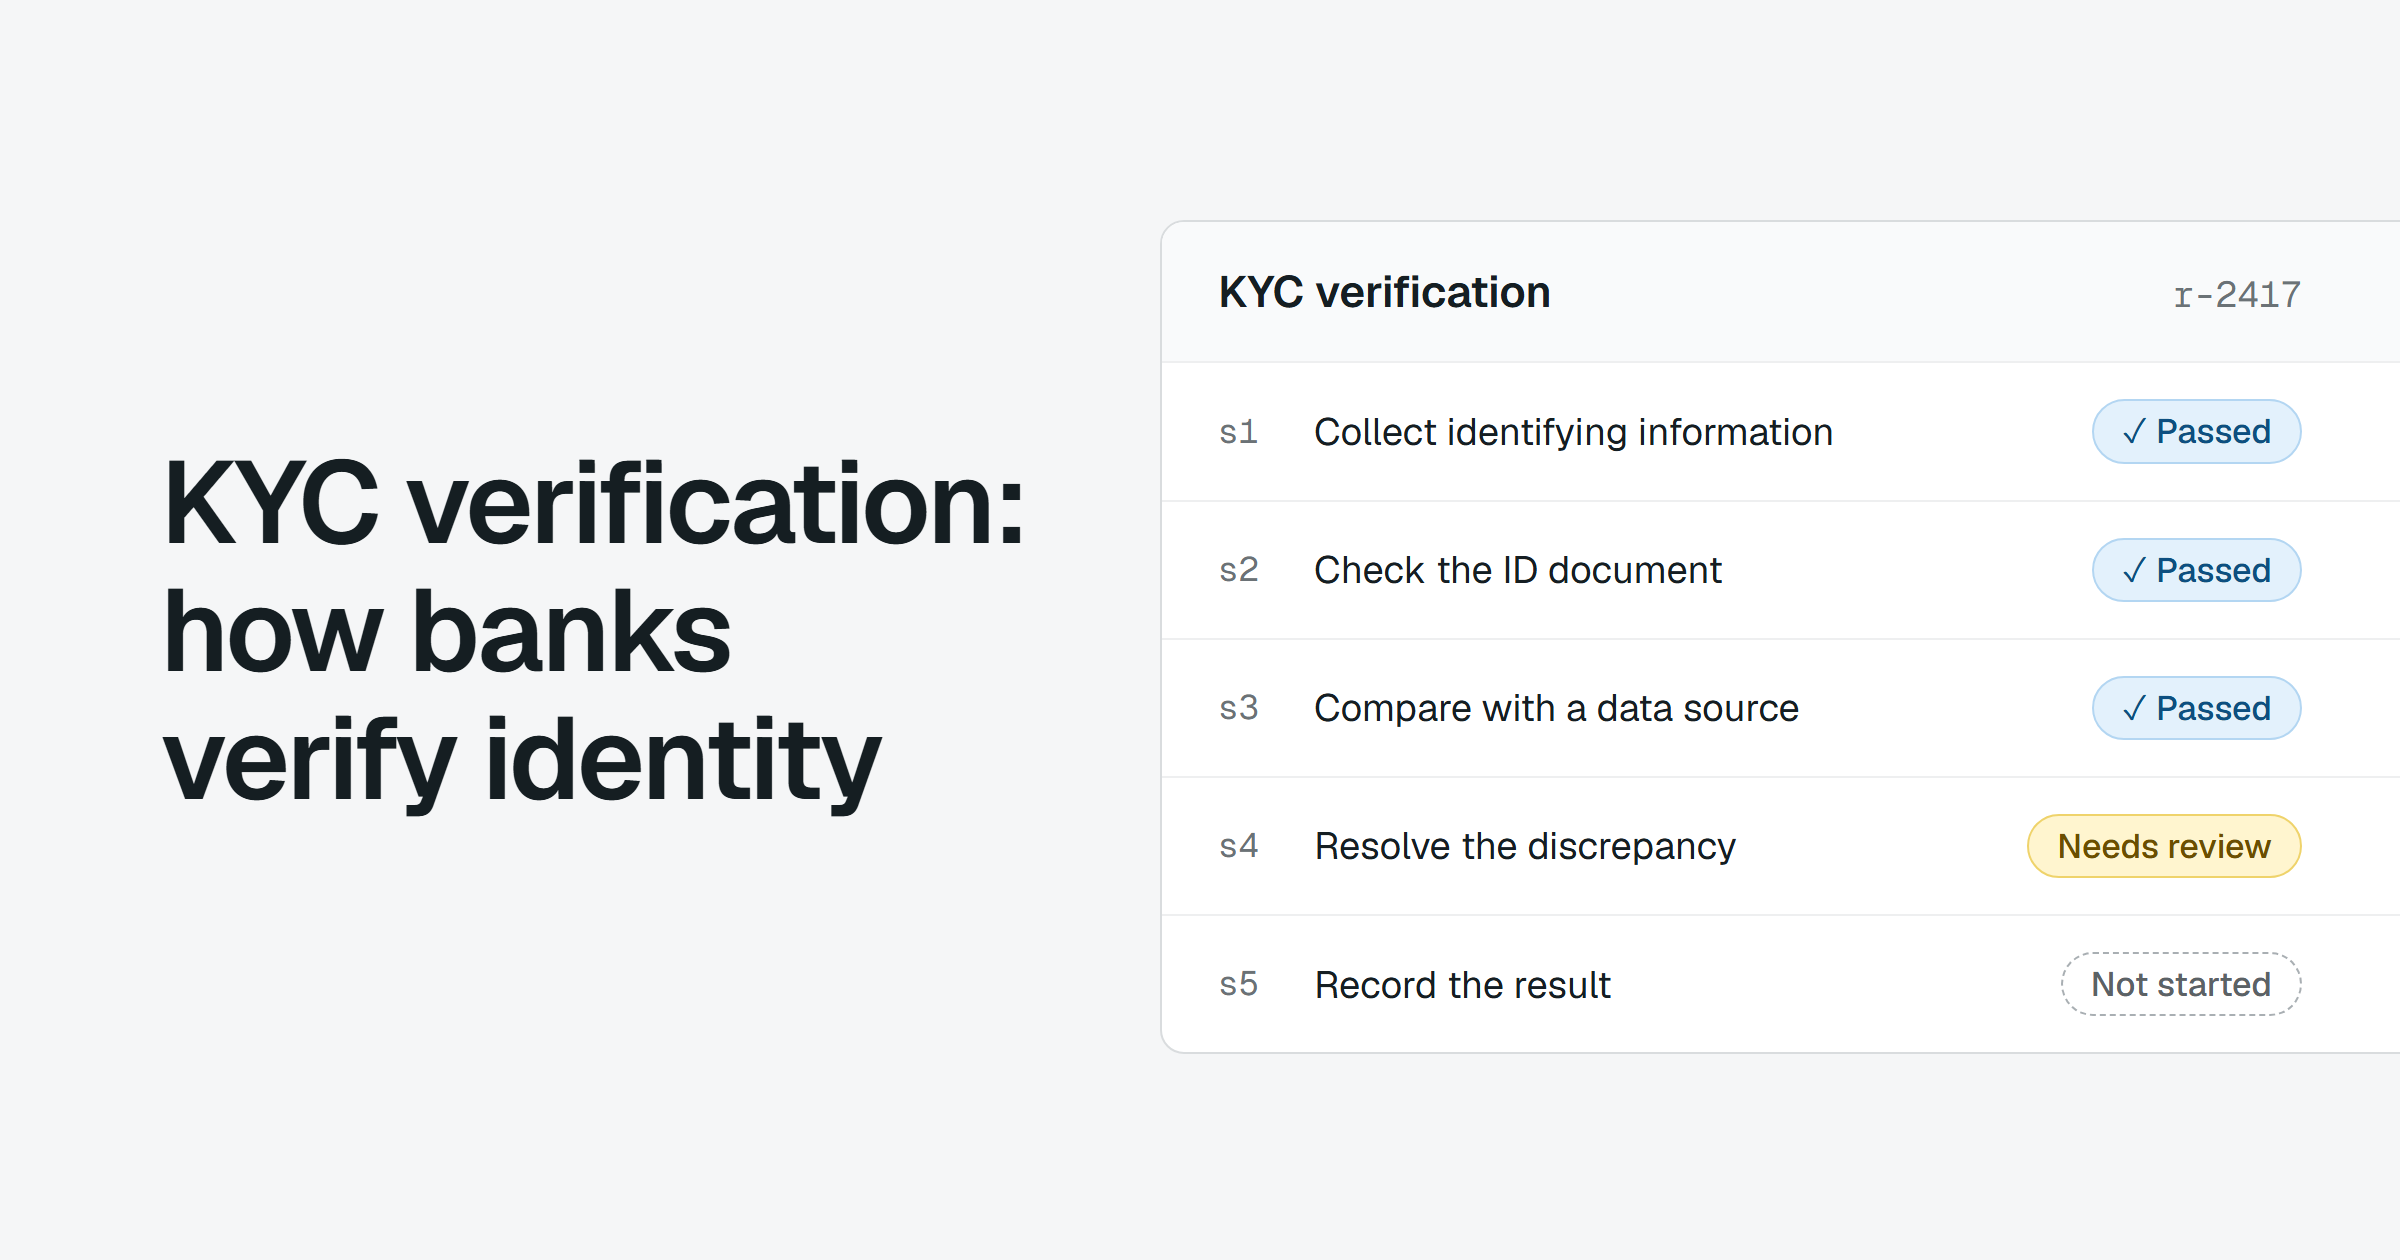 KYC verification:
how banks
verify identity
KYC verification r-2417
s1 Collect identifying information ✓ Passed
s2 Check the ID document ✓ Passed
s3 Compare with a data source ✓ Passed
s4 Resolve the discrepancy Needs review
s5 Record the result Not started